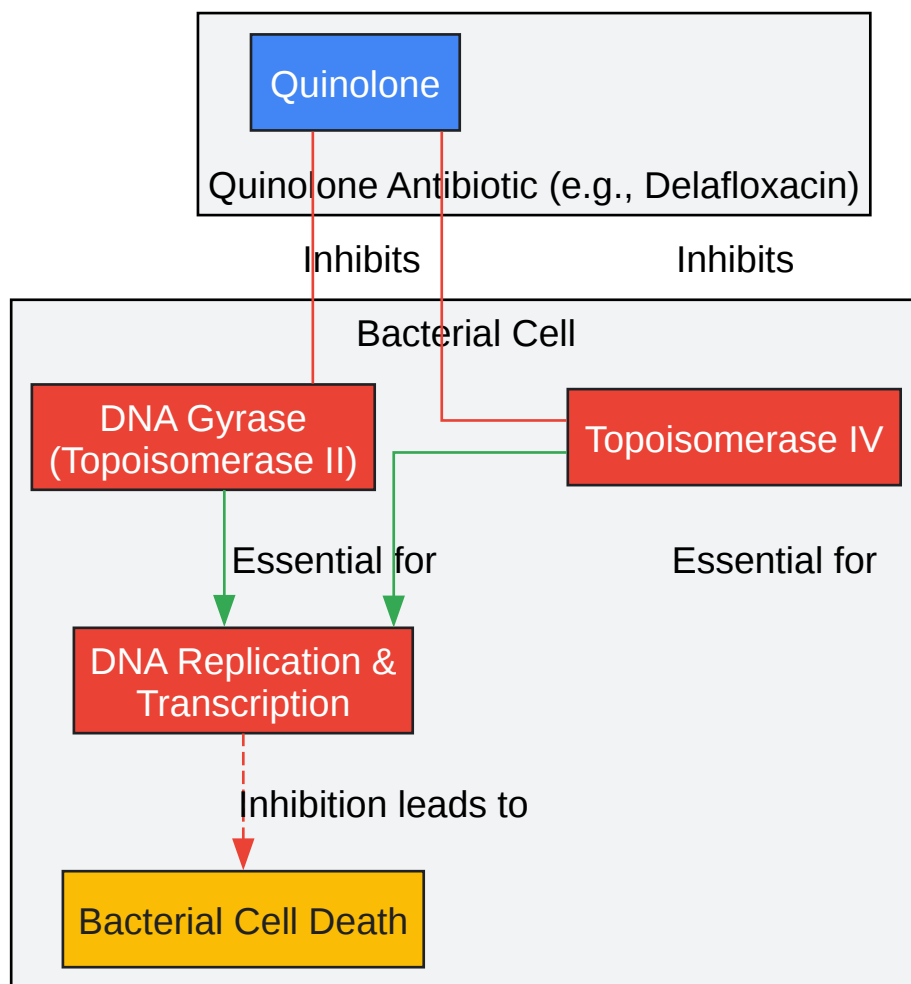 Quinolone
Quinolone Antibiotic (e.g., Delafloxacin)
Inhibits
Inhibits
Bacterial Cell
DNA Gyrase
(Topoisomerase II)
Topoisomerase IV
Essential for
Essential for
DNA Replication &
Transcription
Inhibition leads to
Bacterial Cell Death